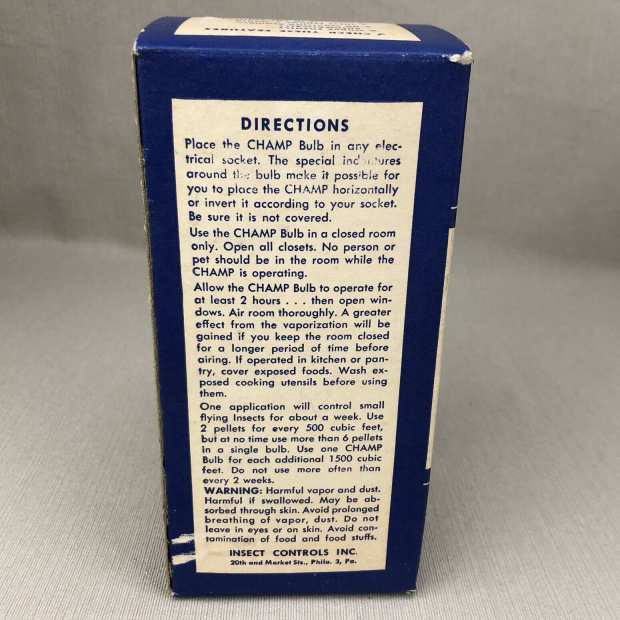 ✓ CHECK THESE FEATURES
DIRECTIONS
Place the CHAMP Bulb in any elec-
trical socket. The special
around the bulb make it possible for
you to place the CHAMP horizontally
or invert it according to your socket.
Be sure it is not covered.
Use the CHAMP Bulb in a closed room
only. Open all closets. No person or
pet should be in the room while the
CHAMP is operating.
Allow the CHAMP Bulb to operate for
at least 2 hours . . . then open win-
dows. Air room thoroughly. A greater
effect from the vaporization will be
gained if you keep the room closed
for a longer period of time before
airing. If operated in kitchen or pan-
try, cover exposed foods. Wash ex-
posed cooking utensils before using
them.
One application will control small
flying Insects for about a week. Use
2 pellets for every 500 cubic feet,
but at no time use more than 6 pellets
in a single bulb. Use one CHAMP
Bulb for each additional 1500 cubic
feet. Do not use more often than
every 2 weeks.
WARNING: Harmful vapor and dust.
Harmful if swallowed. May be ab-
sorbed through skin. Avoid prolonged
breathing of vapor, dust. Do not
leave in eyes or on skin. Avoid con-
tamination of food and food stuffs.
INSECT CONTROLS INC.
20th and Market Sts., Phila. 3, Pa.